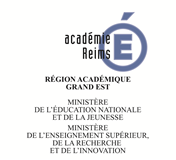 académie
Reims
É
RÉGION ACADÉMIQUE
GRAND EST
MINISTÈRE
DE L'ÉDUCATION NATIONALE
ET DE LA JEUNESSE
MINISTÈRE
DE L'ENSEIGNEMENT SUPÉRIEUR,
DE LA RECHERCHE
ET DE L'INNOVATION